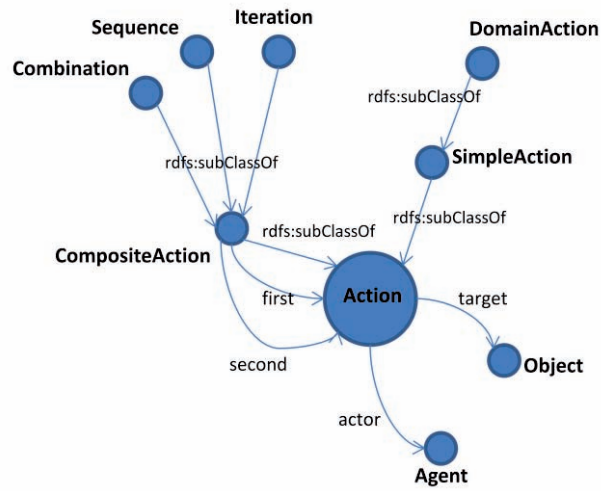 Iteration
Sequence
DomainAction
Combination
rdfs:subClassOf
SimpleAction
rdfs:subClassOf
rdfs:subClassOf
rdfs:subClassOf
CompositeAction
first
Action
target
second
Object
actor
Agent